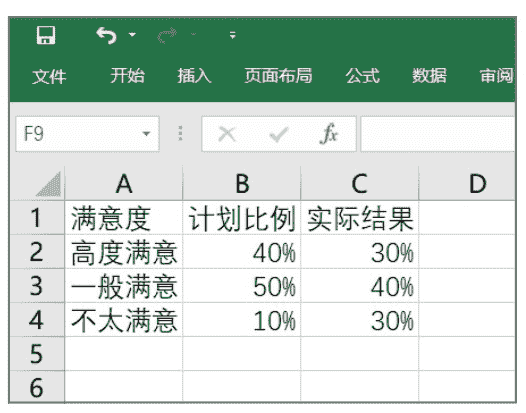 文件 开始 插入 页面布局 公式 数据 审阅
F9 fx
A B C D
1 满意度 计划比例 实际结果
2 高度满意 40% 30%
3 一般满意 50% 40%
4 不太满意 10% 30%
5
6